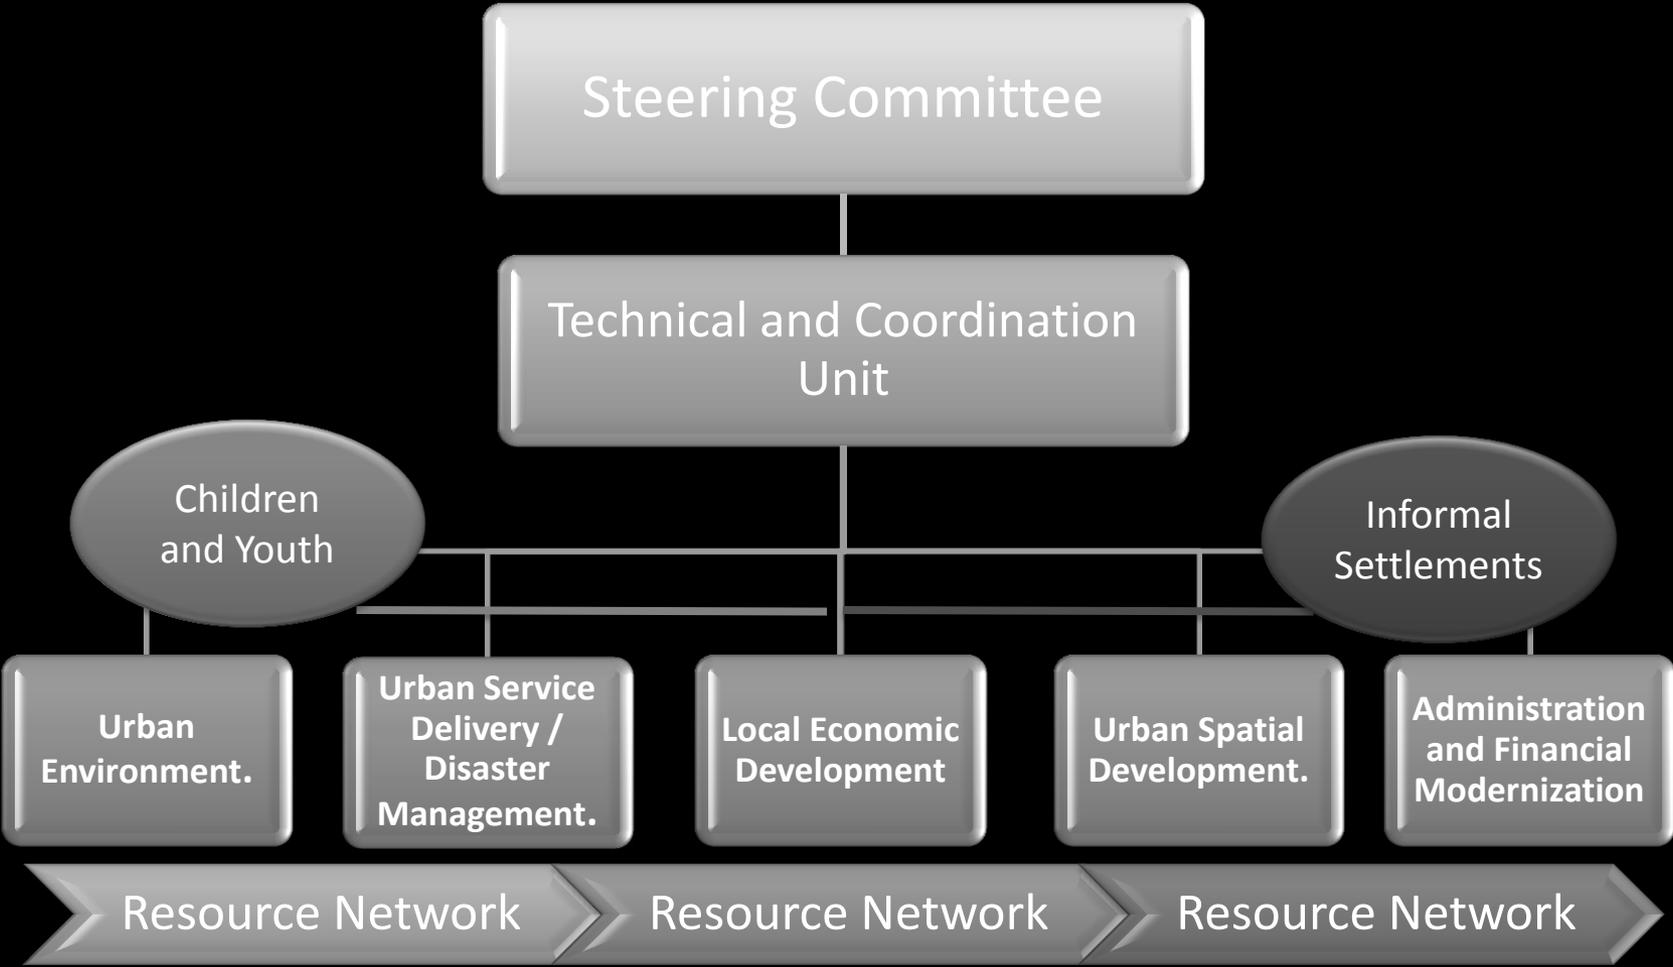 Steering Committee
Technical and Coordination
Unit
Children
and Youth
Informal
Settlements
Urban
Environment.
Urban Service
Delivery /
Disaster
Management.
Local Economic
Development
Urban Spatial
Development.
Administration
and Financial
Modernization
Resource Network
Resource Network
Resource Network